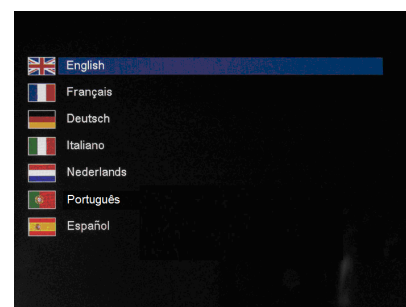 English
Français
Deutsch
Italiano
Nederlands
Português
Español